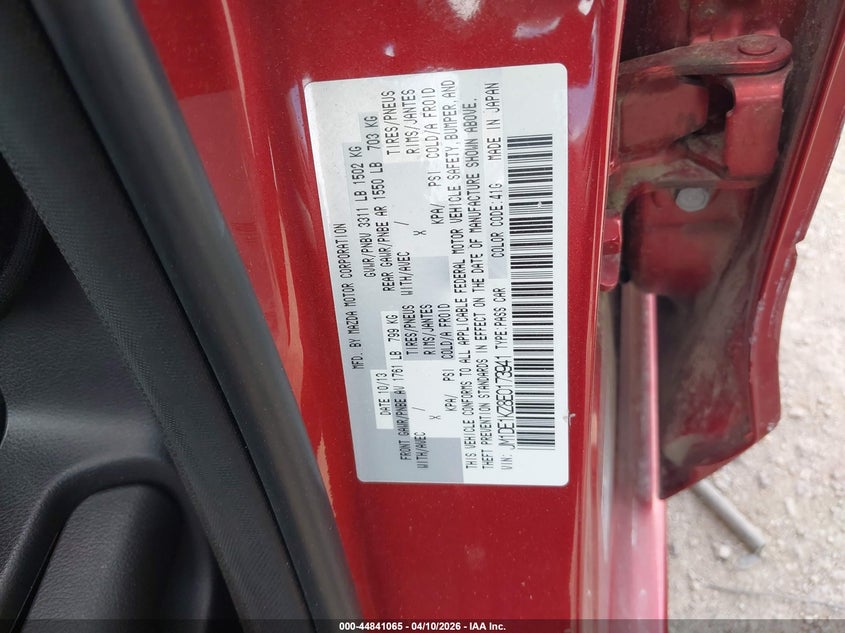 MFD. BY MAZDA MOTOR CORPORATION
DATE 10/13 GVWR/PNBV 3311 LB 1502 KG
FRONT GAWR/PNBE AV 1761 LB 799 KG REAR GAWR/PNBE AR 1550 LB 703 KG
WITH/AVEC / TIRES/PNEUS WITH/AVEC / TIRES/PNEUS
X RIMS/JANTES X RIMS/JANTES
KPA/ PSI COLD/A FROID KPA/ PSI COLD/A FROID
THIS VEHICLE CONFORMS TO ALL APPLICABLE FEDERAL MOTOR VEHICLE SAFETY, BUMPER, AND
THEFT PREVENTION STANDARDS IN EFFECT ON THE DATE OF MANUFACTURE SHOWN ABOVE.
VIN: JM1DE1KZ8E0173941 TYPE:PASS CAR COLOR CODE:41G MADE IN JAPAN
000-44841065 - 04/10/2026 - IAA Inc.